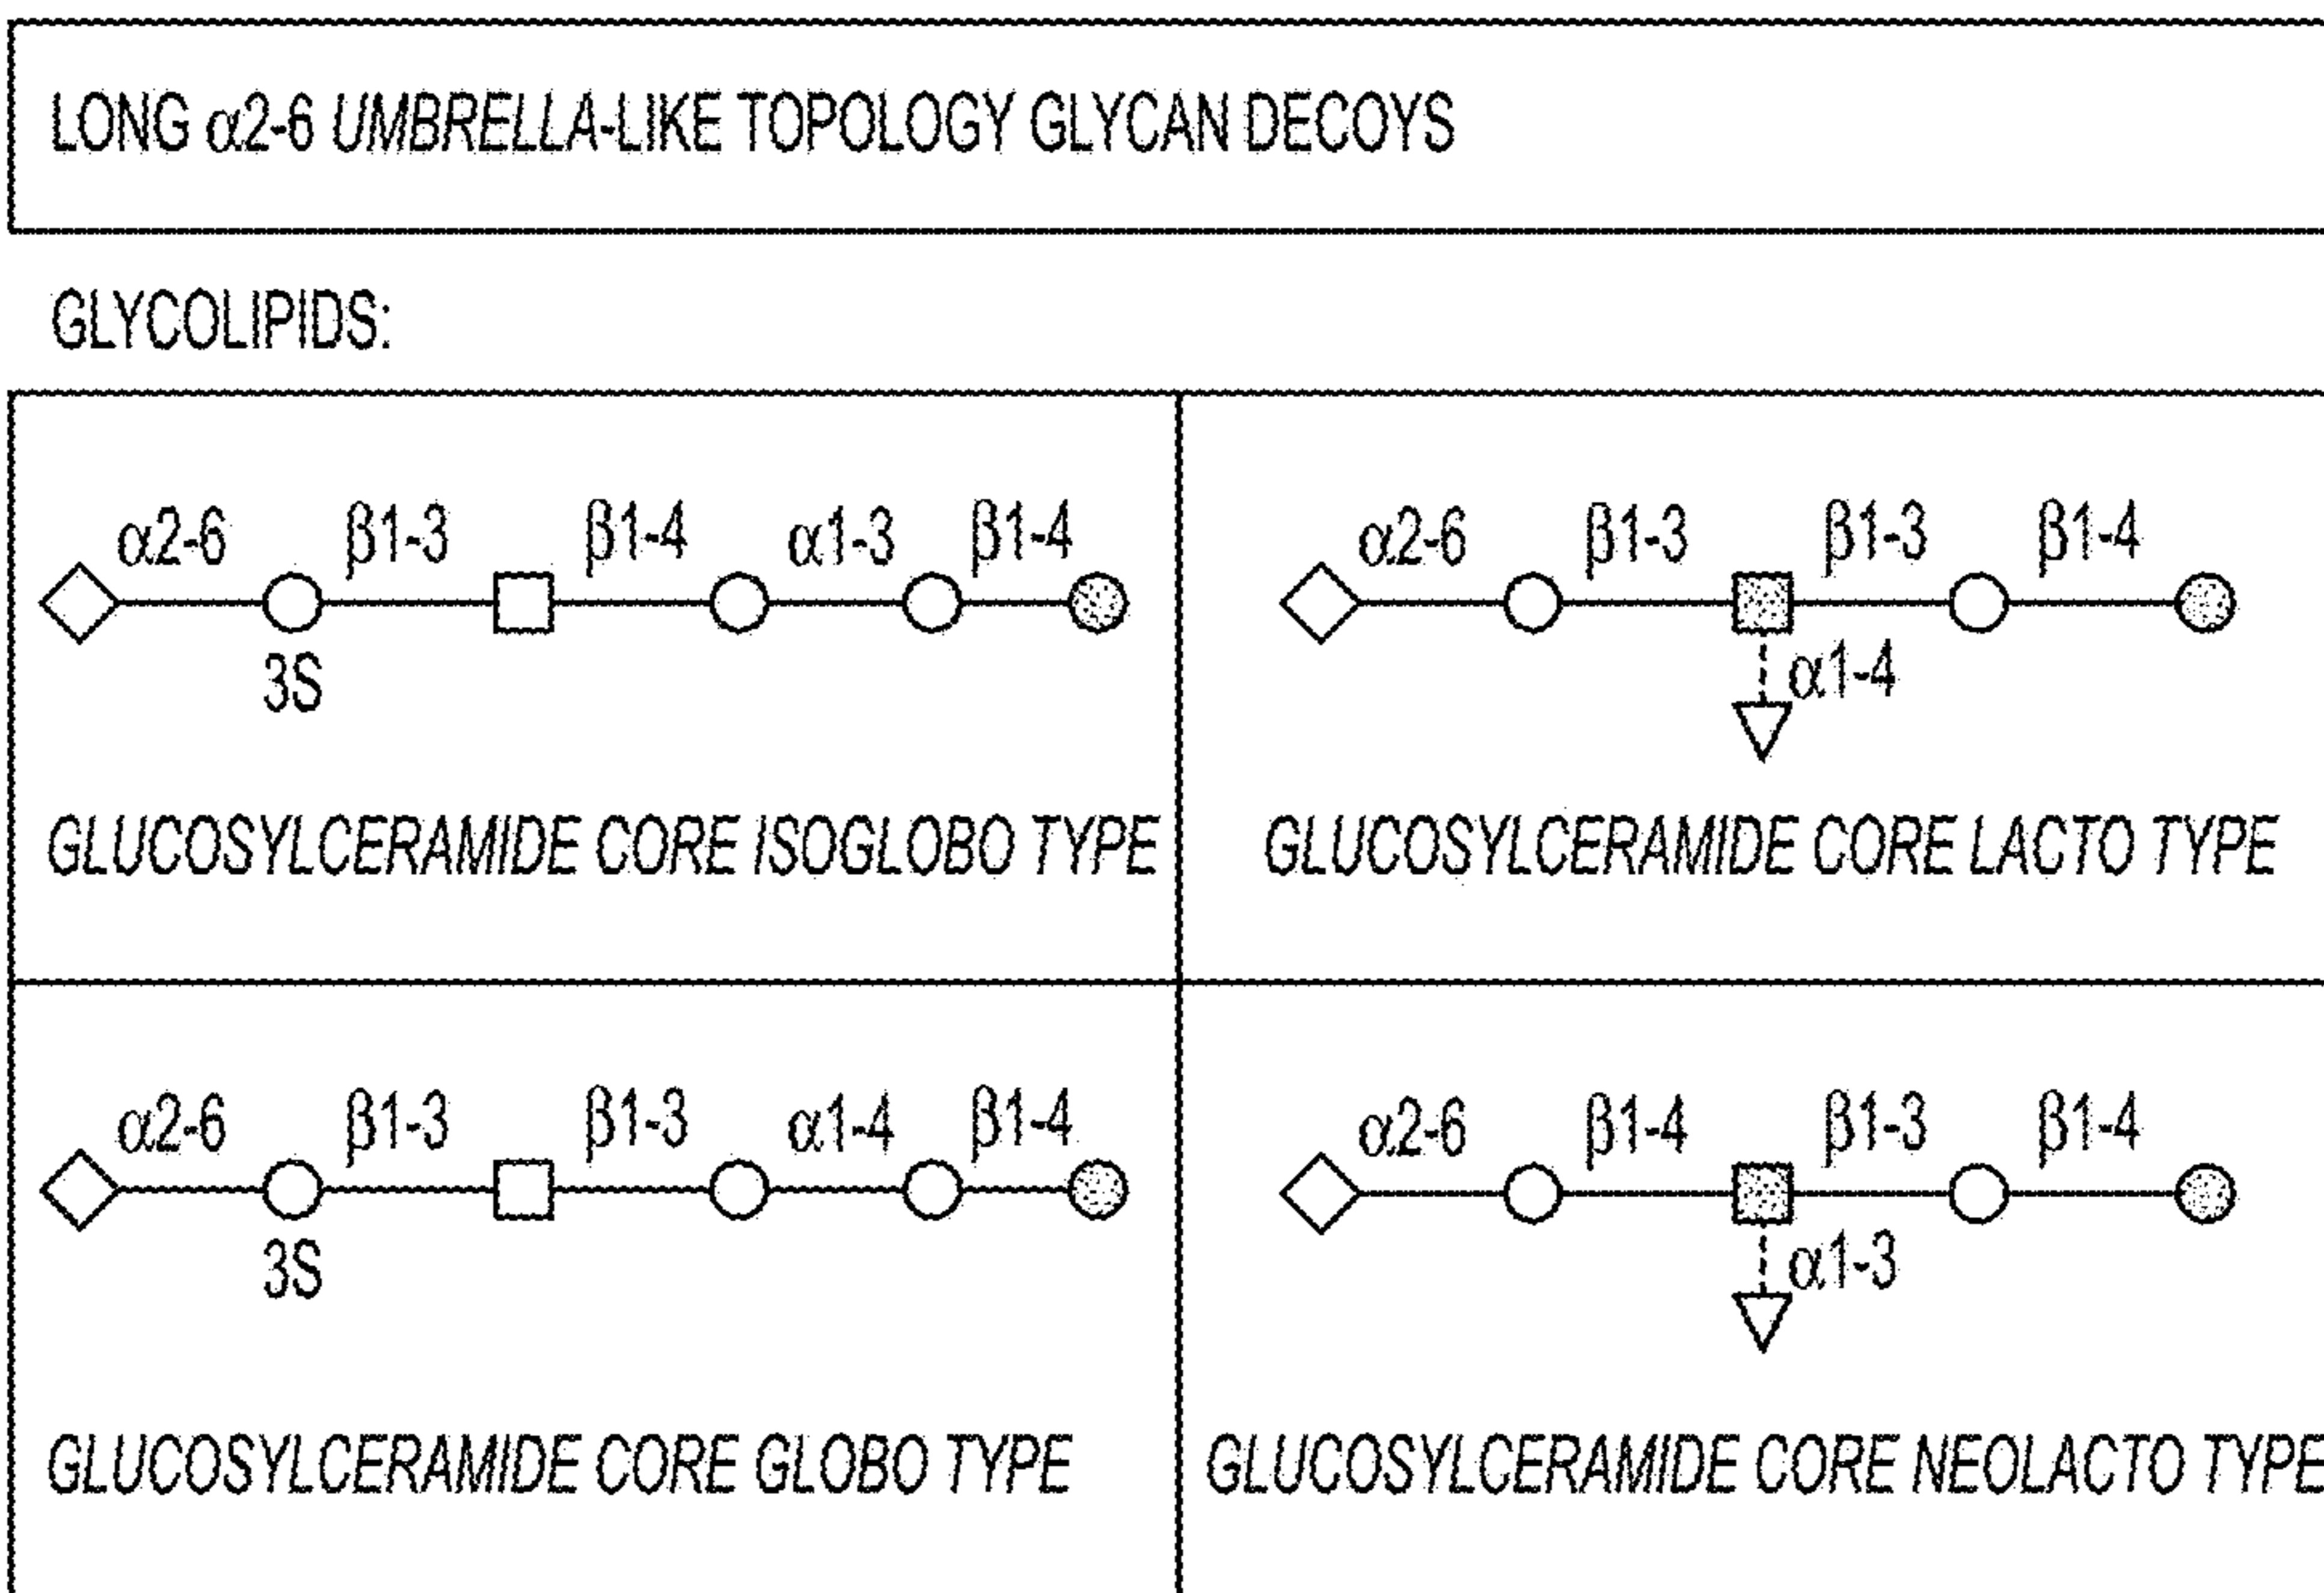 LONG α2-6 UMBRELLA-LIKE TOPOLOGY GLYCAN DECOYS
GLYCOLIPIDS:
α2-6 β1-3 β1-4 α1-3 β1-4
3S
GLUCOSYLCERAMIDE CORE ISOGLOBO TYPE
α2-6 β1-3 β1-3 β1-4
α1-4
GLUCOSYLCERAMIDE CORE LACTO TYPE
α2-6 β1-3 β1-3 α1-4 β1-4
3S
GLUCOSYLCERAMIDE CORE GLOBO TYPE
α2-6 β1-4 β1-3 β1-4
α1-3
GLUCOSYLCERAMIDE CORE NEOLACTO TYPE